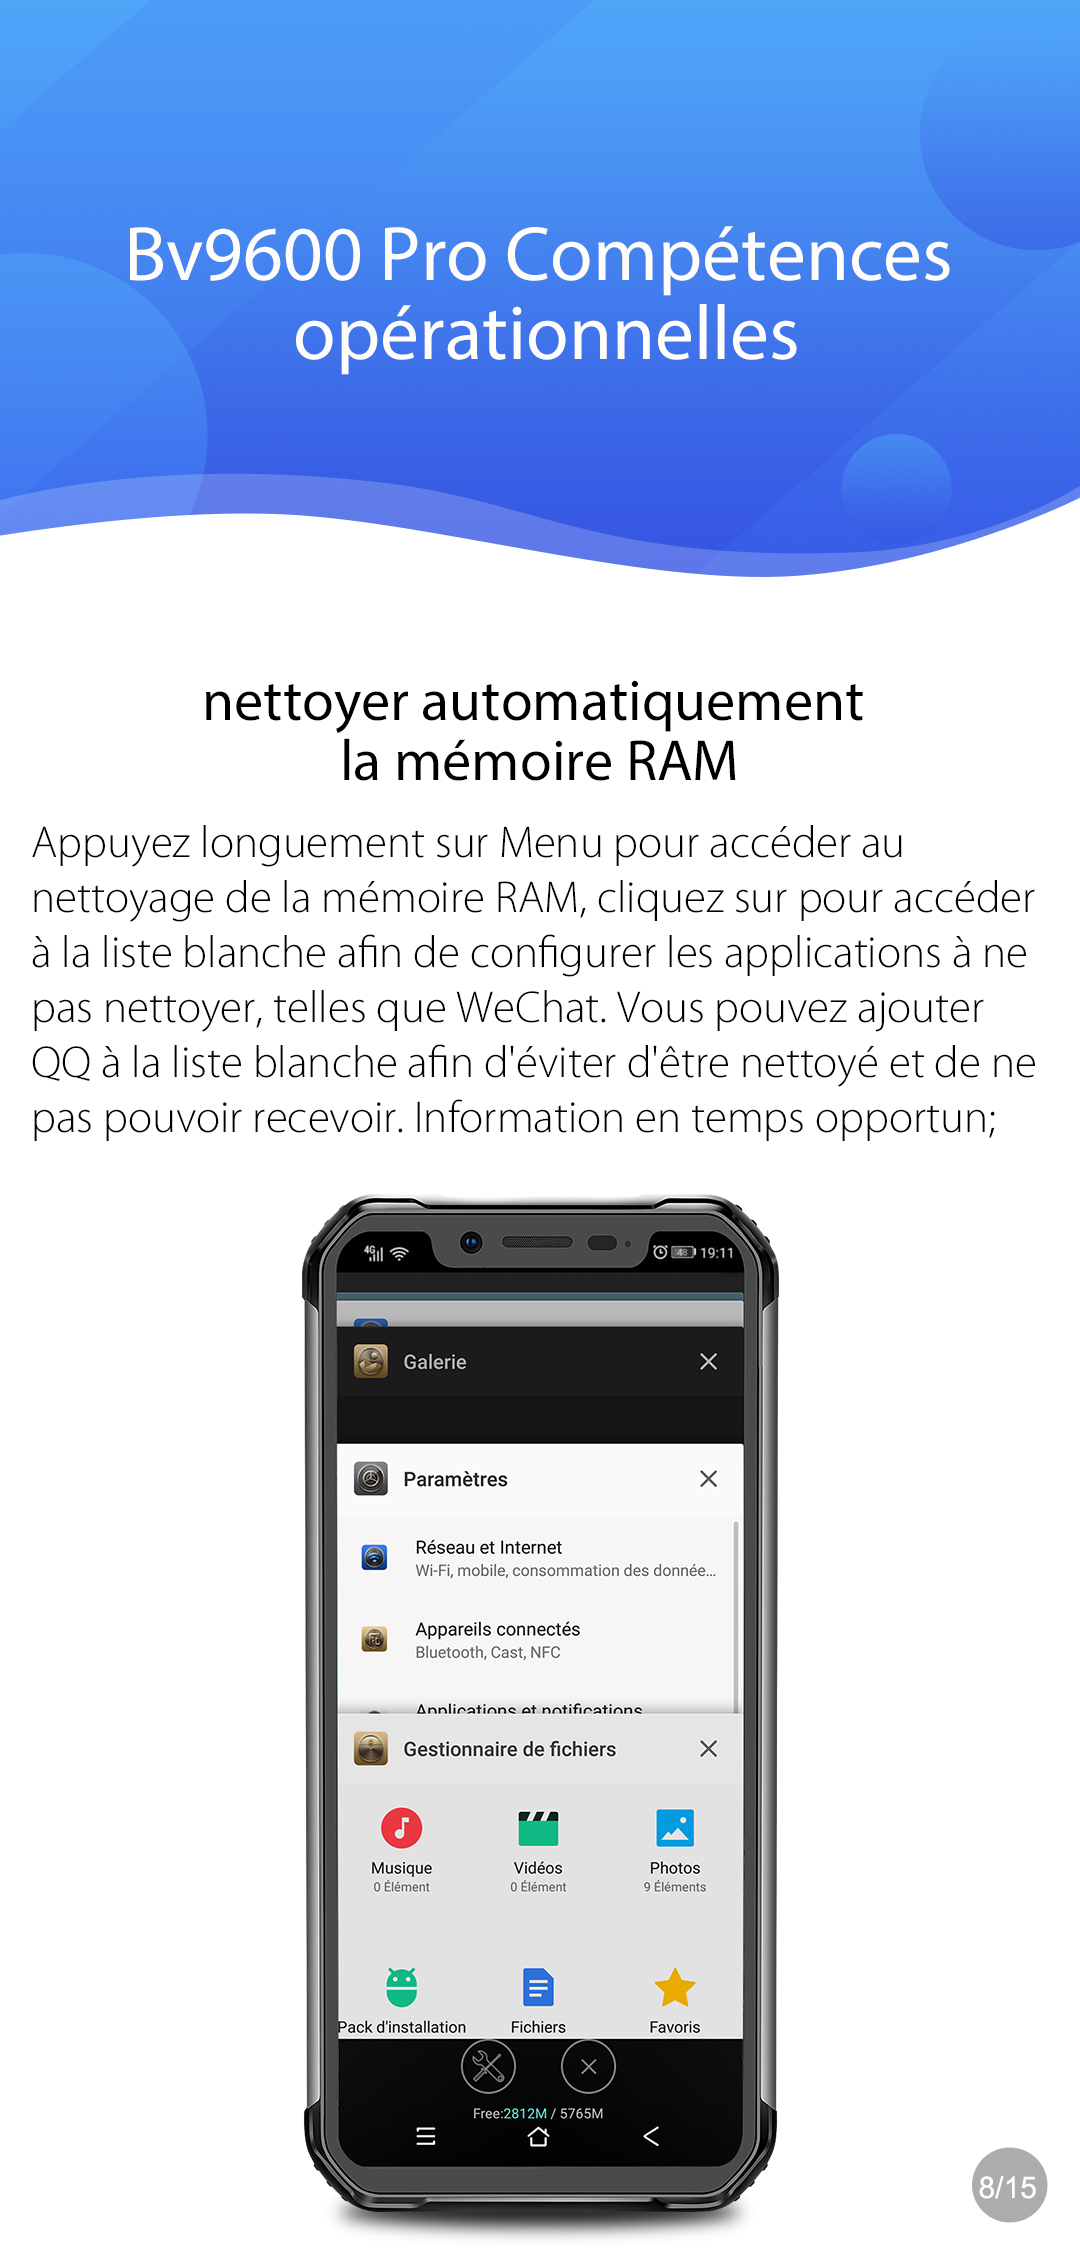 Bv9600 Pro Compétences
opérationnelles
nettoyer automatiquement
la mémoire RAM
Appuyez longuement sur Menu pour accéder au
nettoyage de la mémoire RAM, cliquez sur pour accéder
à la liste blanche afin de configurer les applications à ne
pas nettoyer, telles que WeChat. Vous pouvez ajouter
QQ à la liste blanche afin d'éviter d'être nettoyé et de ne
pas pouvoir recevoir. Information en temps opportun;
4G 48 19:11
Galerie
Paramètres
Réseau et Internet
Wi-Fi, mobile, consommation des donnée...
Appareils connectés
Bluetooth, Cast, NFC
Applications et notifications
Gestionnaire de fichiers
Musique Vidéos Photos
0 Élément 0 Élément 9 Éléments
Pack d'installation Fichiers Favoris
Free:2812M / 5765M
8/15